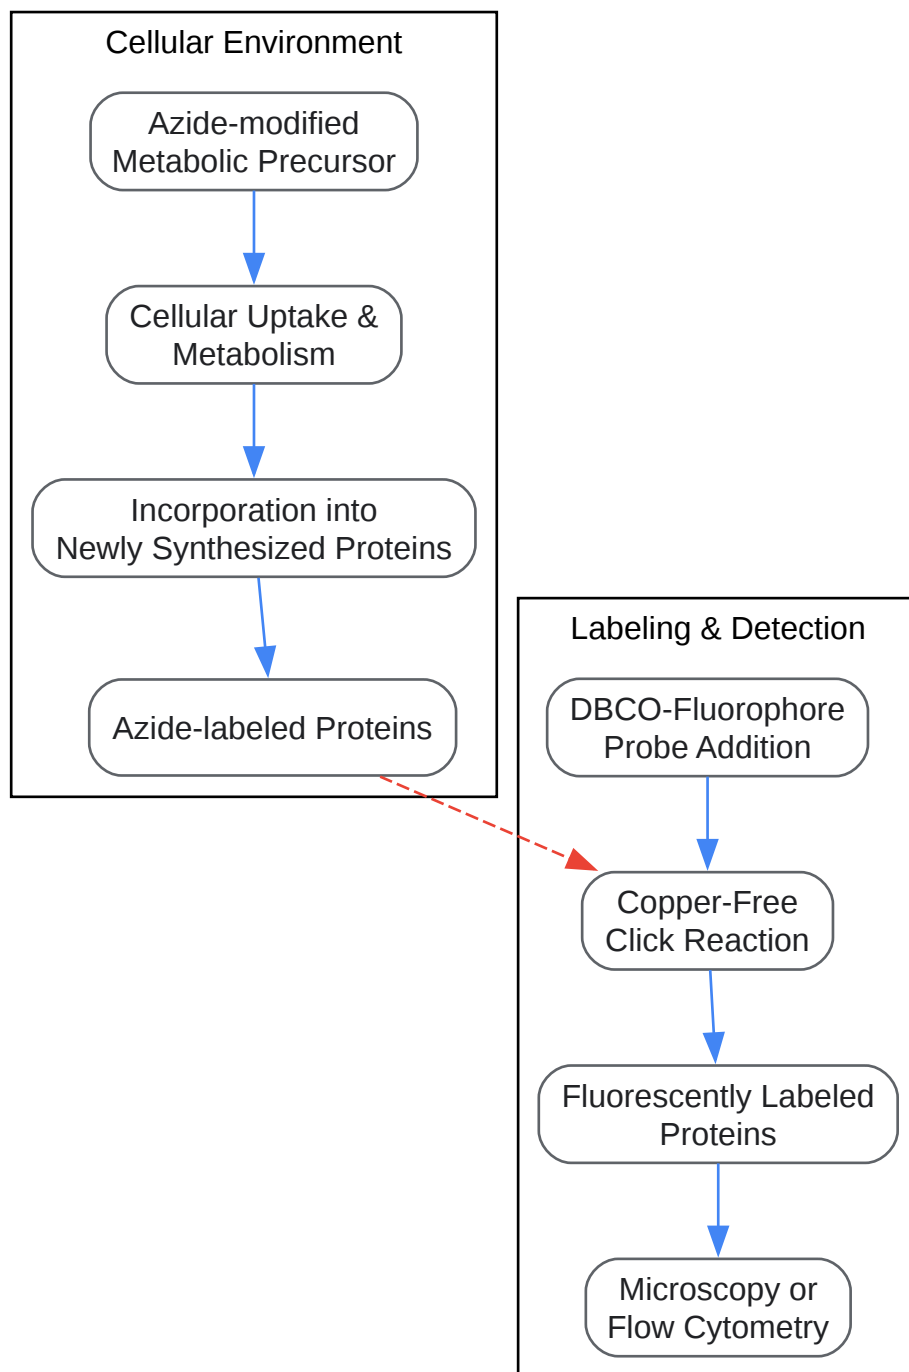 Cellular Environment
Azide-modified
Metabolic Precursor
Cellular Uptake &
Metabolism
Incorporation into
Newly Synthesized Proteins
Azide-labeled Proteins
Labeling & Detection
DBCO-Fluorophore
Probe Addition
Copper-Free
Click Reaction
Fluorescently Labeled
Proteins
Microscopy or
Flow Cytometry